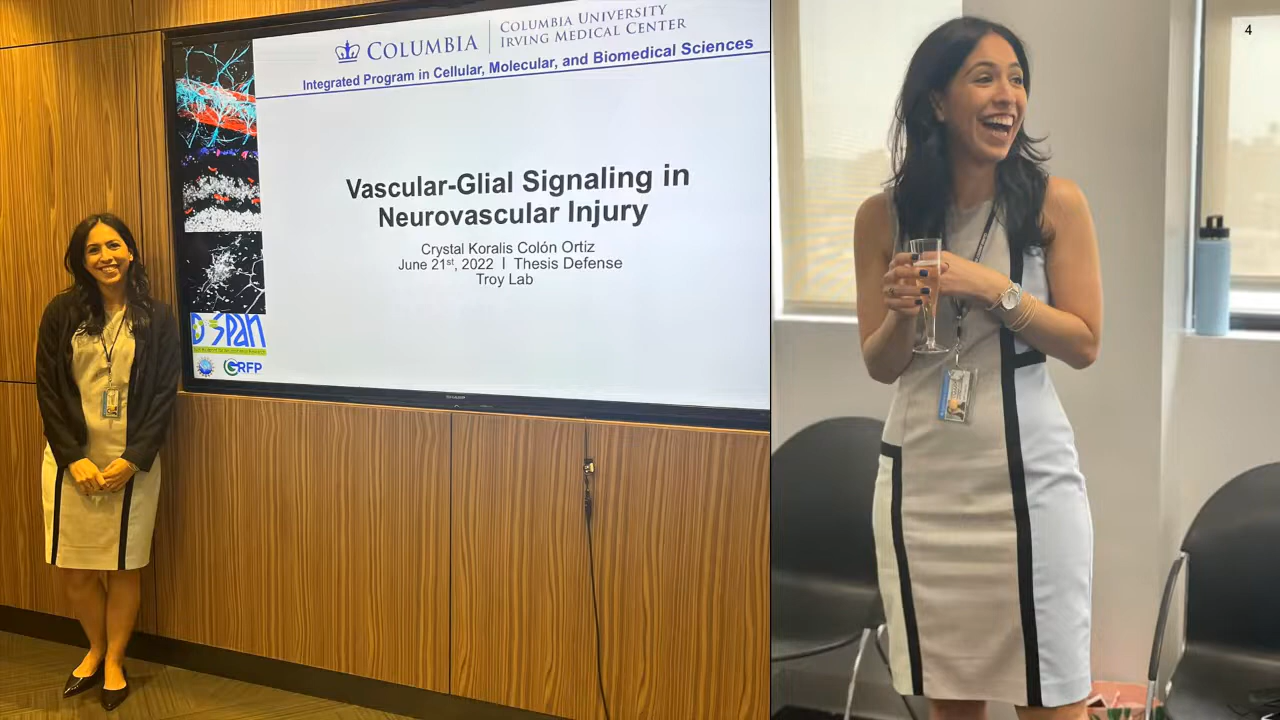 COLUMBIA
COLUMBIA UNIVERSITY
IRVING MEDICAL CENTER
Integrated Program in Cellular, Molecular, and Biomedical Sciences
Vascular-Glial Signaling in
Neurovascular Injury
Crystal Koralis Colón Ortiz
June 21st, 2022 | Thesis Defense
Troy Lab
D SPAN
GRFP
SHARP
4